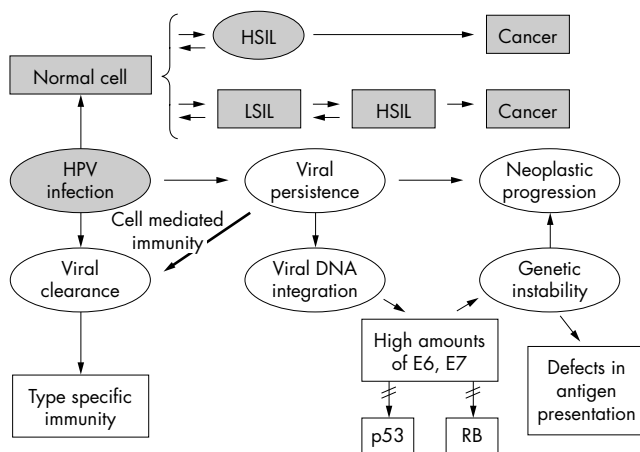 HSIL
Cancer
Normal cell
LSIL
HSIL
Cancer
HPV
infection
Viral
persistence
Neoplastic
progression
Cell mediated
immunity
Viral
clearance
Viral DNA
integration
Genetic
instability
High amounts
of E6, E7
Type specific
immunity
Defects in
antigen
presentation
p53
RB